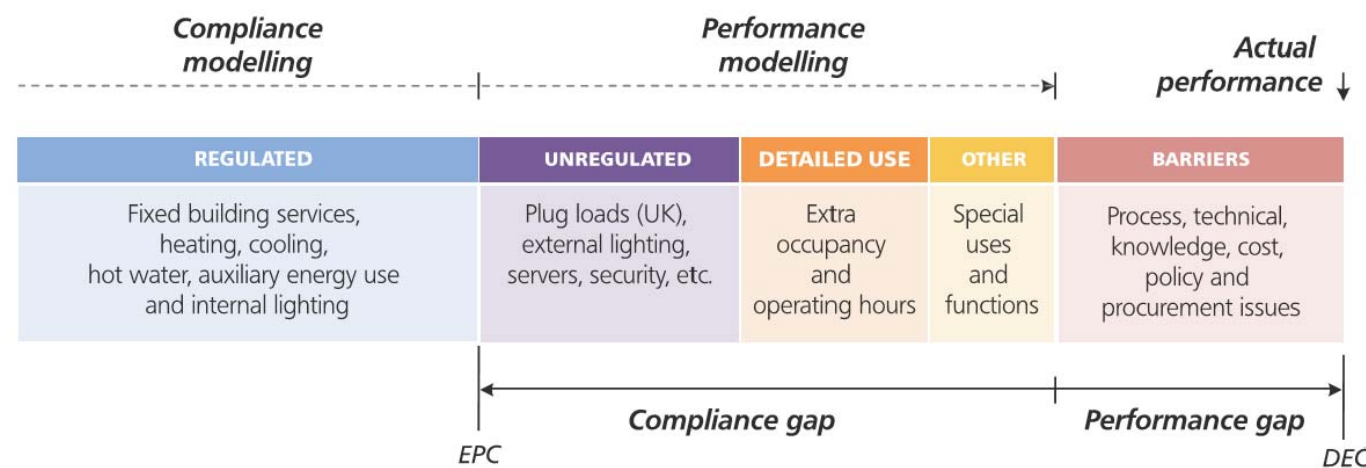 Compliance
modelling
Performance
modelling
Actual
performance
REGULATED
Fixed building services,
heating, cooling,
hot water, auxiliary energy use
and internal lighting
UNREGULATED
Plug loads (UK),
external lighting,
servers, security, etc.
DETAILED USE
Extra
occupancy
and
operating hours
OTHER
Special
uses
and
functions
BARRIERS
Process, technical,
knowledge, cost,
policy and
procurement issues
Compliance gap
Performance gap
EPC
DEC